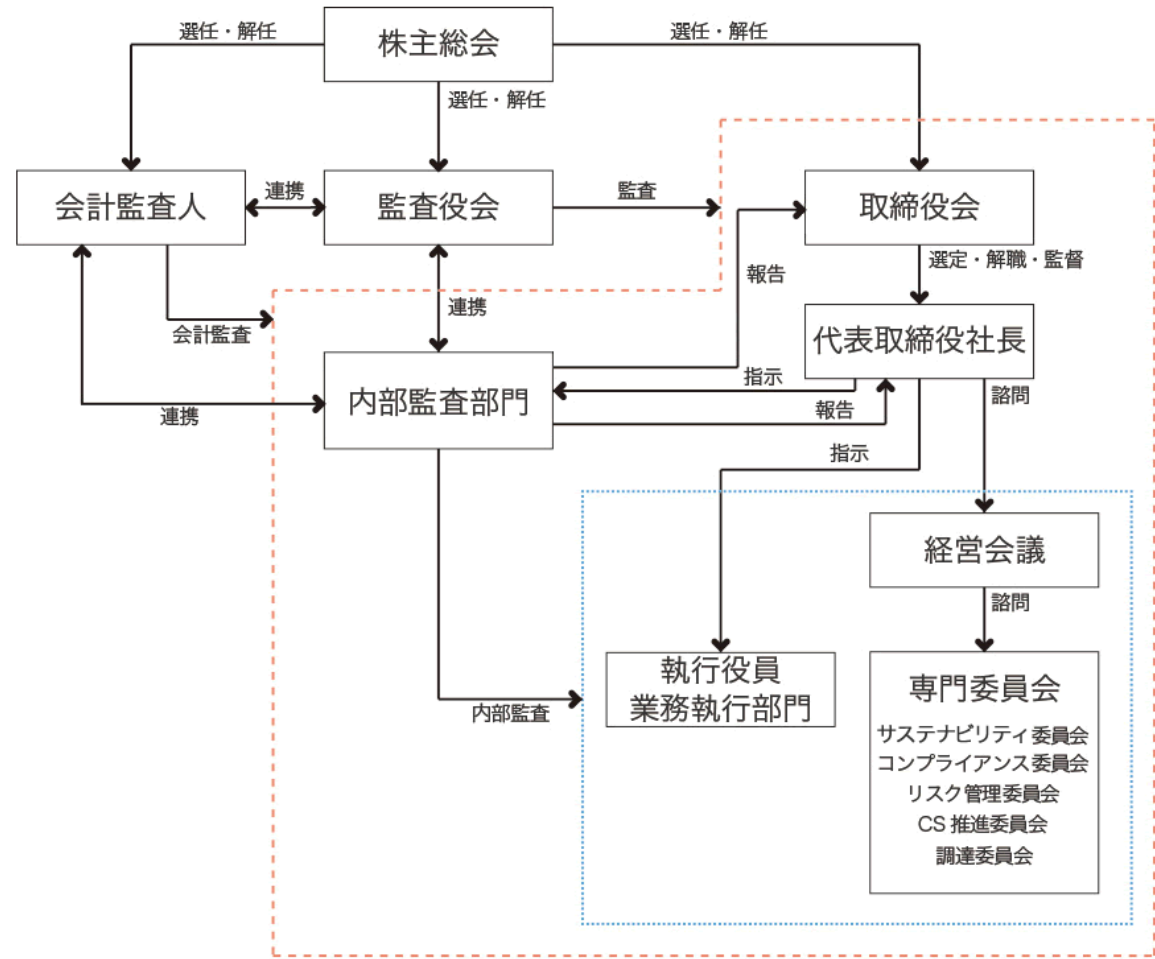 株主総会
選任・解任
選任・解任
選任・解任
会計監査人
連携
監査役会
監査
取締役会
選定・解職・監督
報告
連携
会計監査
代表取締役社長
内部監査部門
指示
報告
諮問
連携
指示
経営会議
諮問
執行役員
業務執行部門
内部監査
専門委員会
サステナビリティ委員会
コンプライアンス委員会
リスク管理委員会
CS 推進委員会
調達委員会